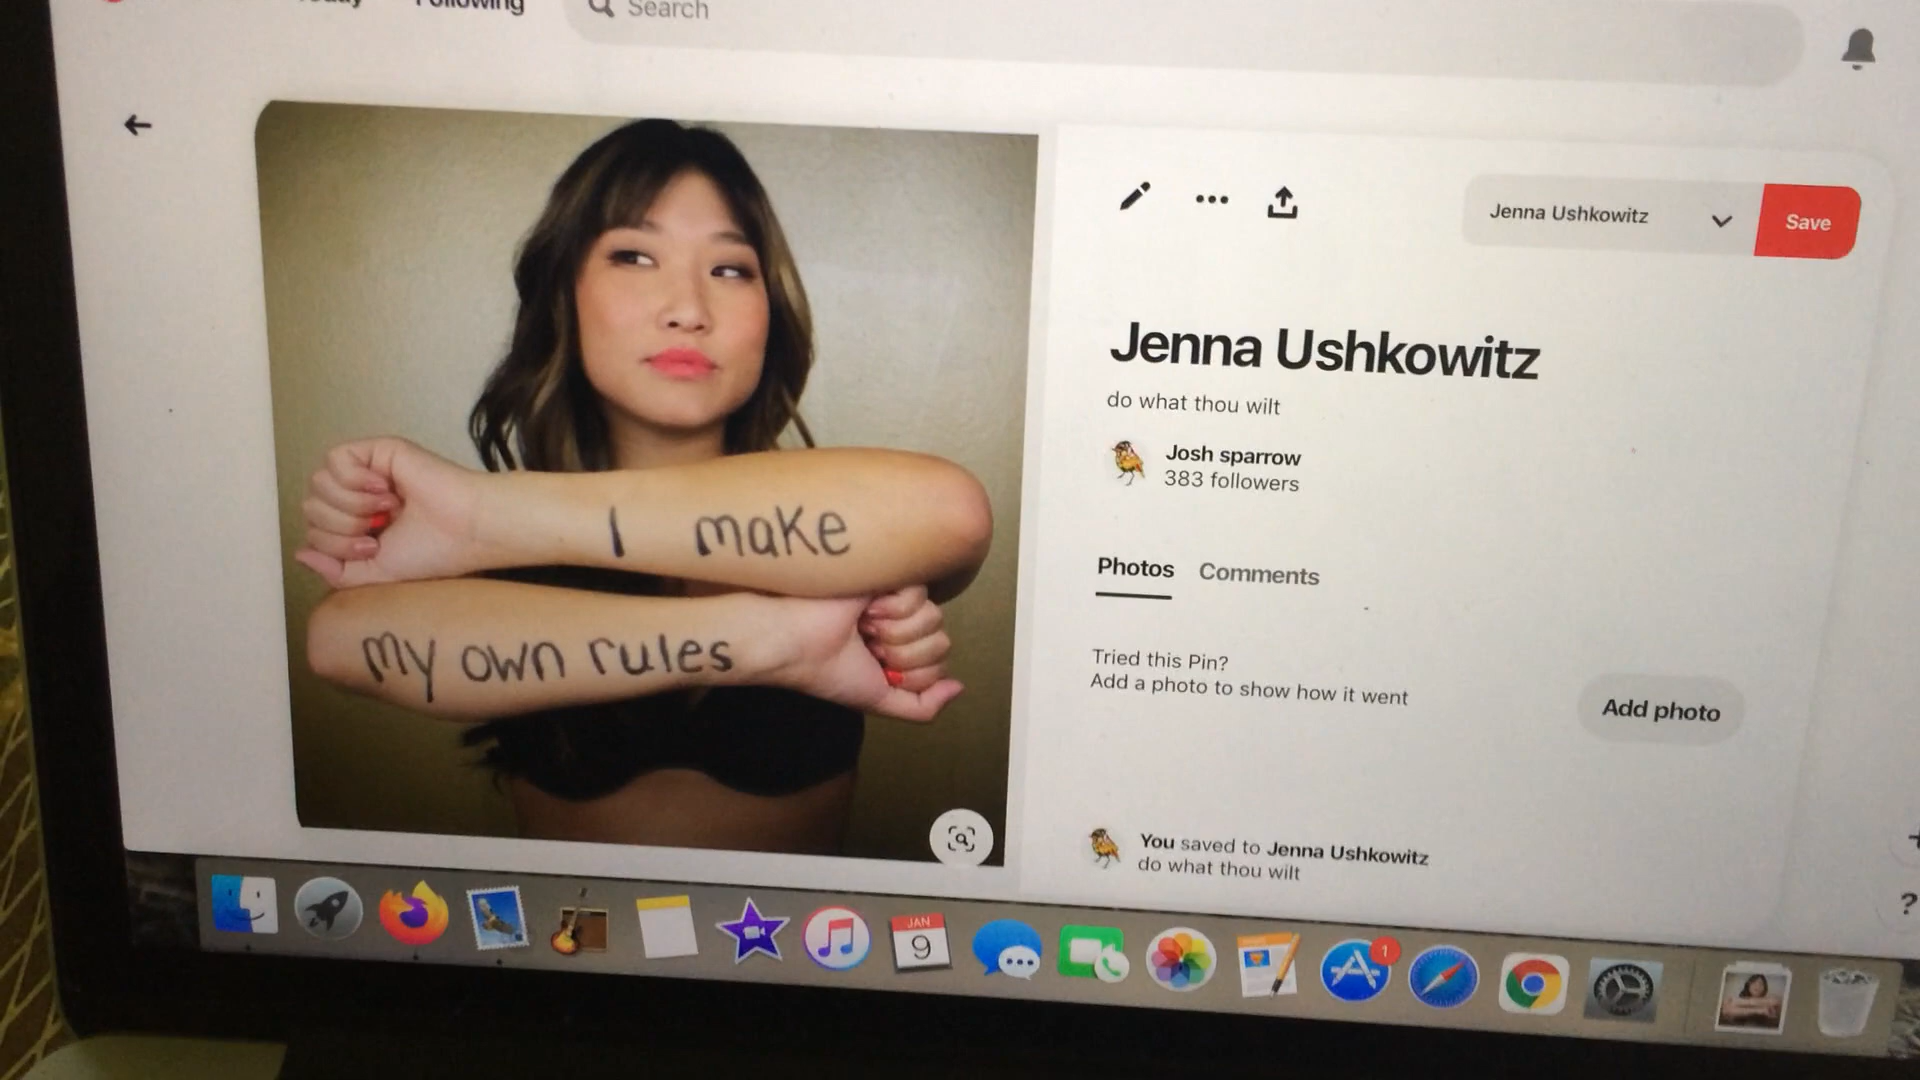 Following
Search
Jenna Ushkowitz
Save
I make
my own rules
Jenna Ushkowitz
do what thou wilt
Josh sparrow
383 followers
Photos
Comments
Tried this Pin?
Add a photo to show how it went
Add photo
You saved to Jenna Ushkowitz
do what thou wilt
JAN
9
1
?